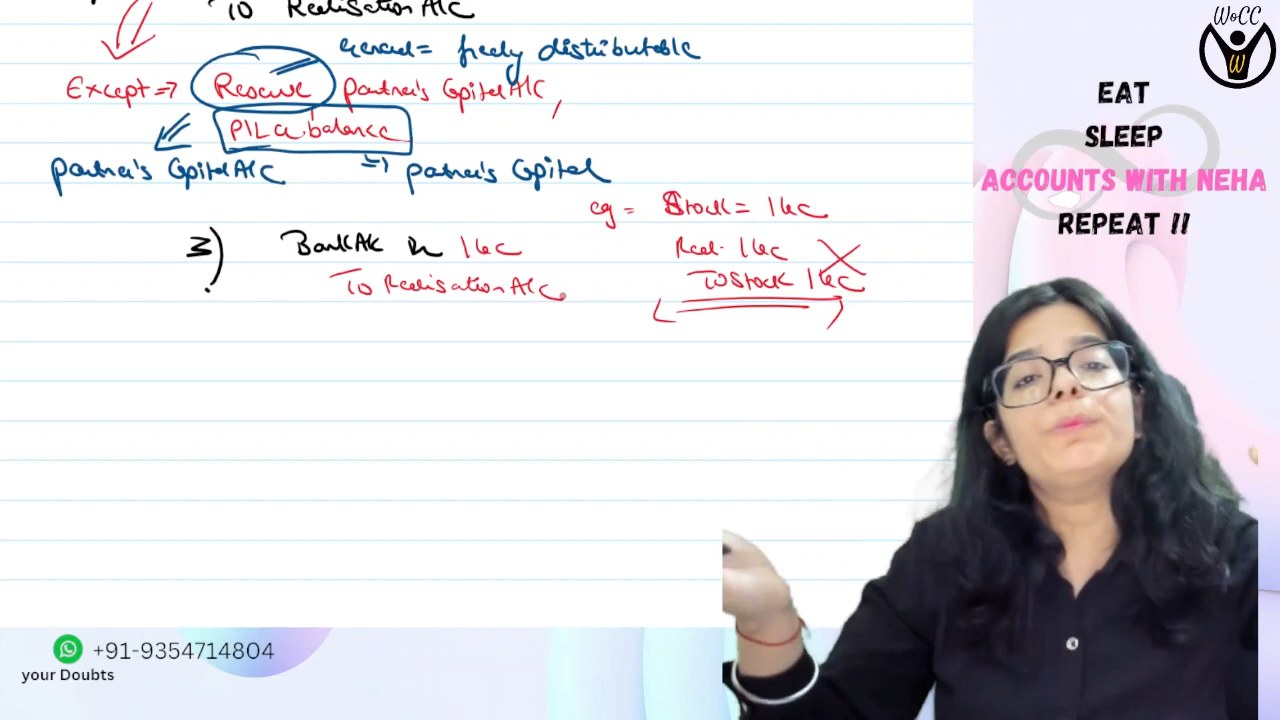 To Realisation A/C
General = freely distributable
Except => Reserve Partner's Capital A/C,
P/L a. balance
Partner's Capital A/C => Partner's Capital
eg = Stock = 1 lac
3) Bank A/c Dr 1 lac
Real. 1 lac
To Realisation A/C
To Stock 1 lac
WoCC
W
EAT
SLEEP
ACCOUNTS WITH NEHA
REPEAT !!
+91-9354714804
your Doubts